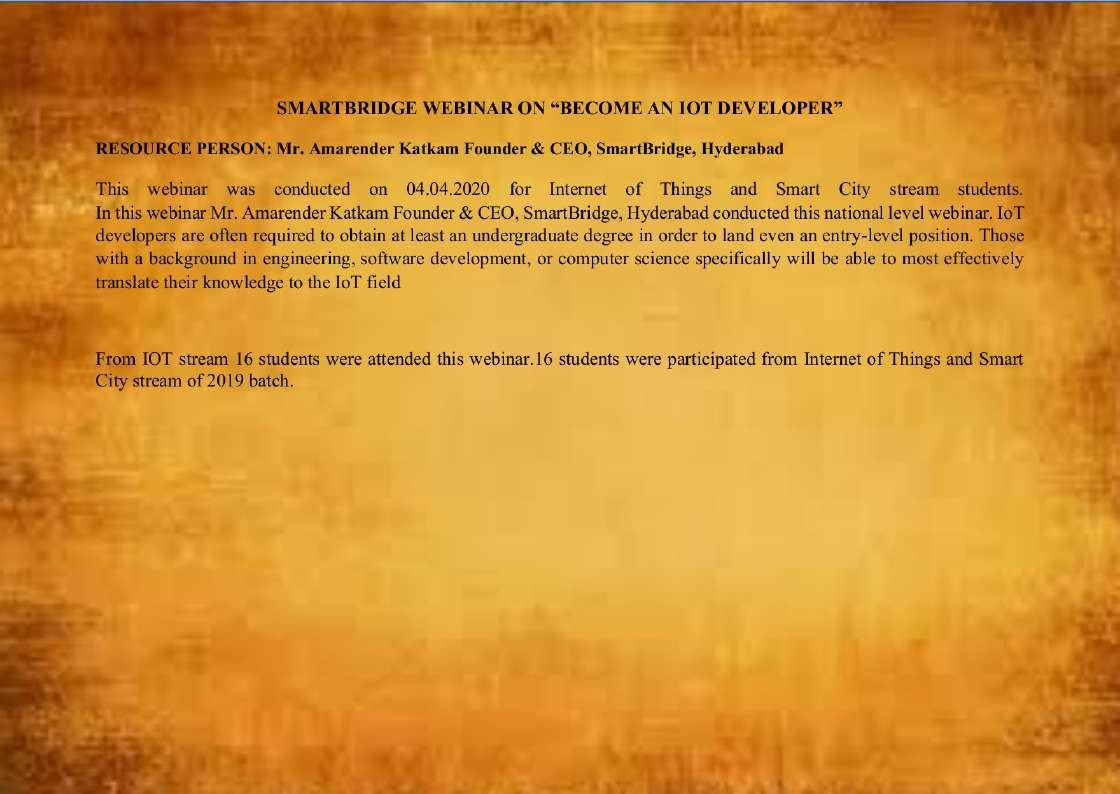 SMARTBRIDGE WEBINAR ON “BECOME AN IOT DEVELOPER”
RESOURCE PERSON: Mr. Amarender Katkam Founder & CEO, SmartBridge, Hyderabad
This webinar was conducted on 04.04.2020 for Internet of Things and Smart City stream students.
In this webinar Mr. Amarender Katkam Founder & CEO, SmartBridge, Hyderabad conducted this national level webinar. IoT
developers are often required to obtain at least an undergraduate degree in order to land even an entry-level position. Those
with a background in engineering, software development, or computer science specifically will be able to most effectively
translate their knowledge to the IoT field
From IOT stream 16 students were attended this webinar.16 students were participated from Internet of Things and Smart
City stream of 2019 batch.